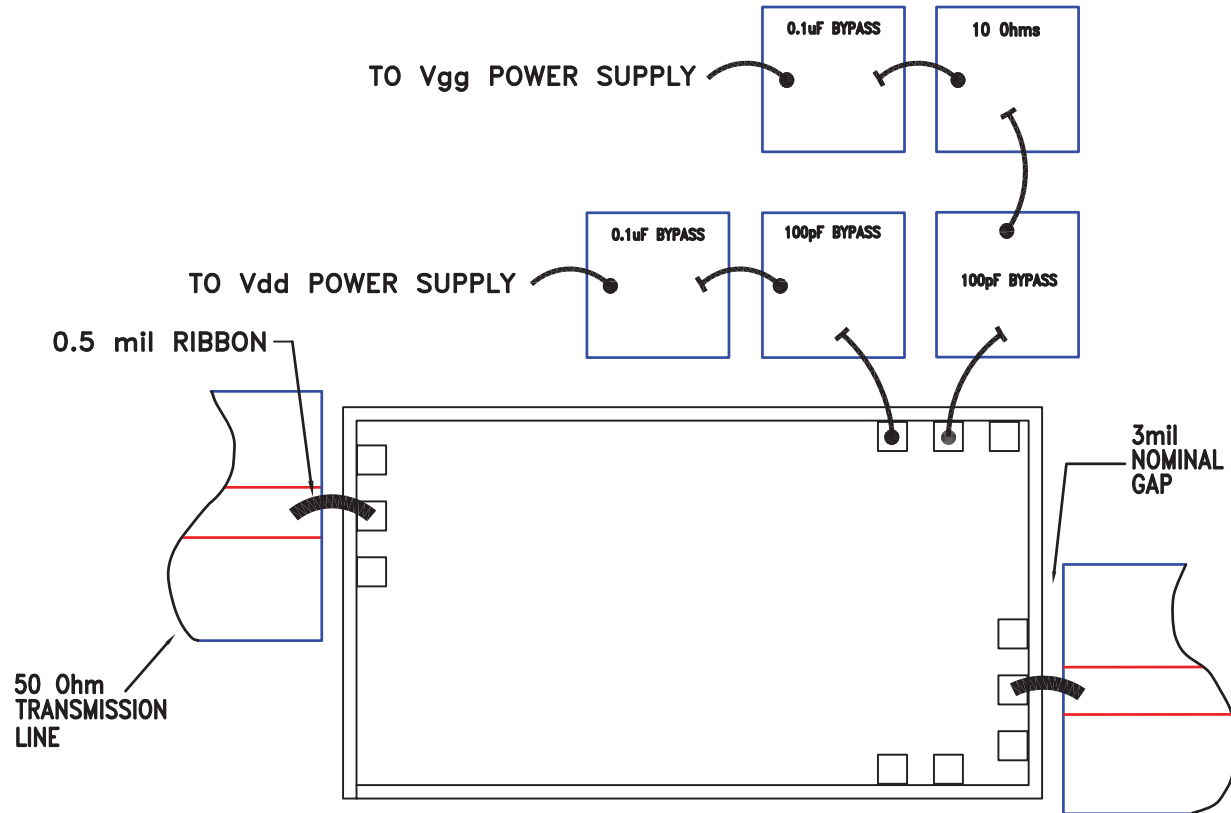 0.1uF BYPASS
10 Ohms
TO Vgg POWER SUPPLY
0.1uF BYPASS
100pF BYPASS
100pF BYPASS
TO Vdd POWER SUPPLY
0.5 mil RIBBON
3mil
NOMINAL
GAP
50 Ohm
TRANSMISSION
LINE